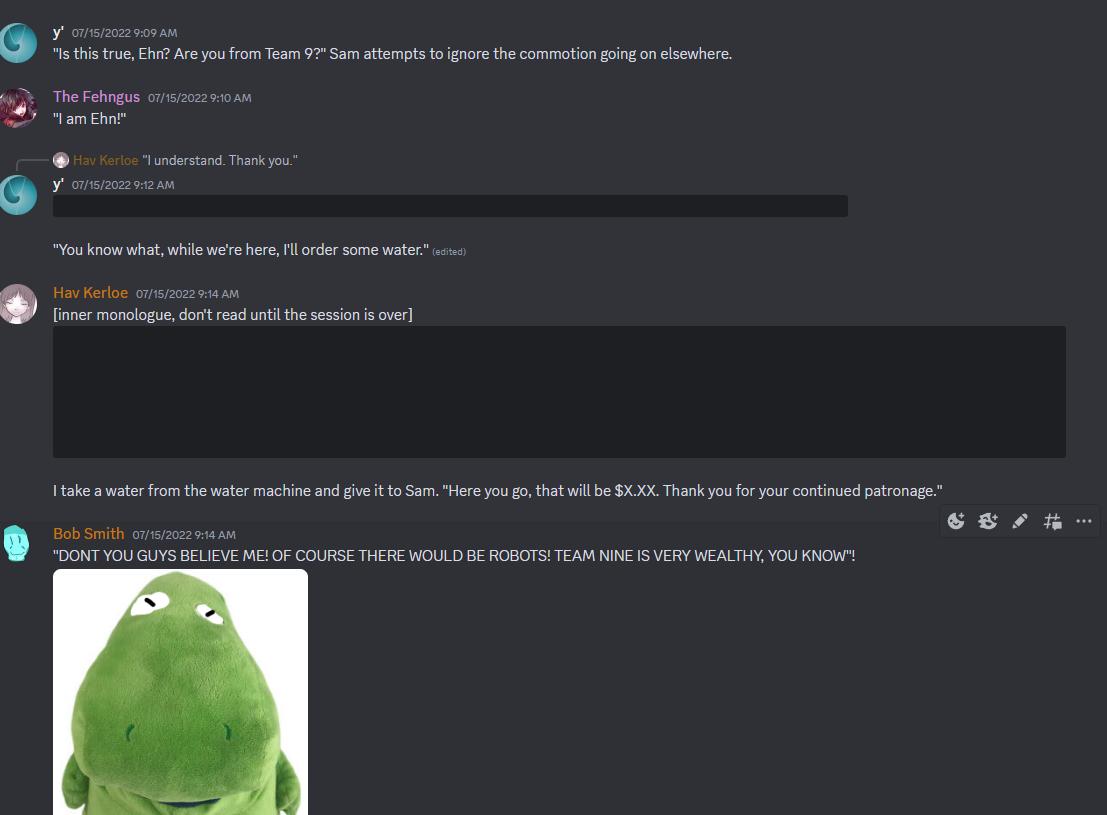 y' 07/15/2022 9:09 AM
"Is this true, Ehn? Are you from Team 9?" Sam attempts to ignore the commotion going on elsewhere.
The Fehngus 07/15/2022 9:10 AM
"I am Ehn!"
Hav Kerloe "I understand. Thank you."
y' 07/15/2022 9:12 AM
"You know what, while we're here, I'll order some water." (edited)
Hav Kerloe 07/15/2022 9:14 AM
[inner monologue, don't read until the session is over]
I take a water from the water machine and give it to Sam. "Here you go, that will be $X.XX. Thank you for your continued patronage."
Bob Smith 07/15/2022 9:14 AM
"DONT YOU GUYS BELIEVE ME! OF COURSE THERE WOULD BE ROBOTS! TEAM NINE IS VERY WEALTHY, YOU KNOW"!